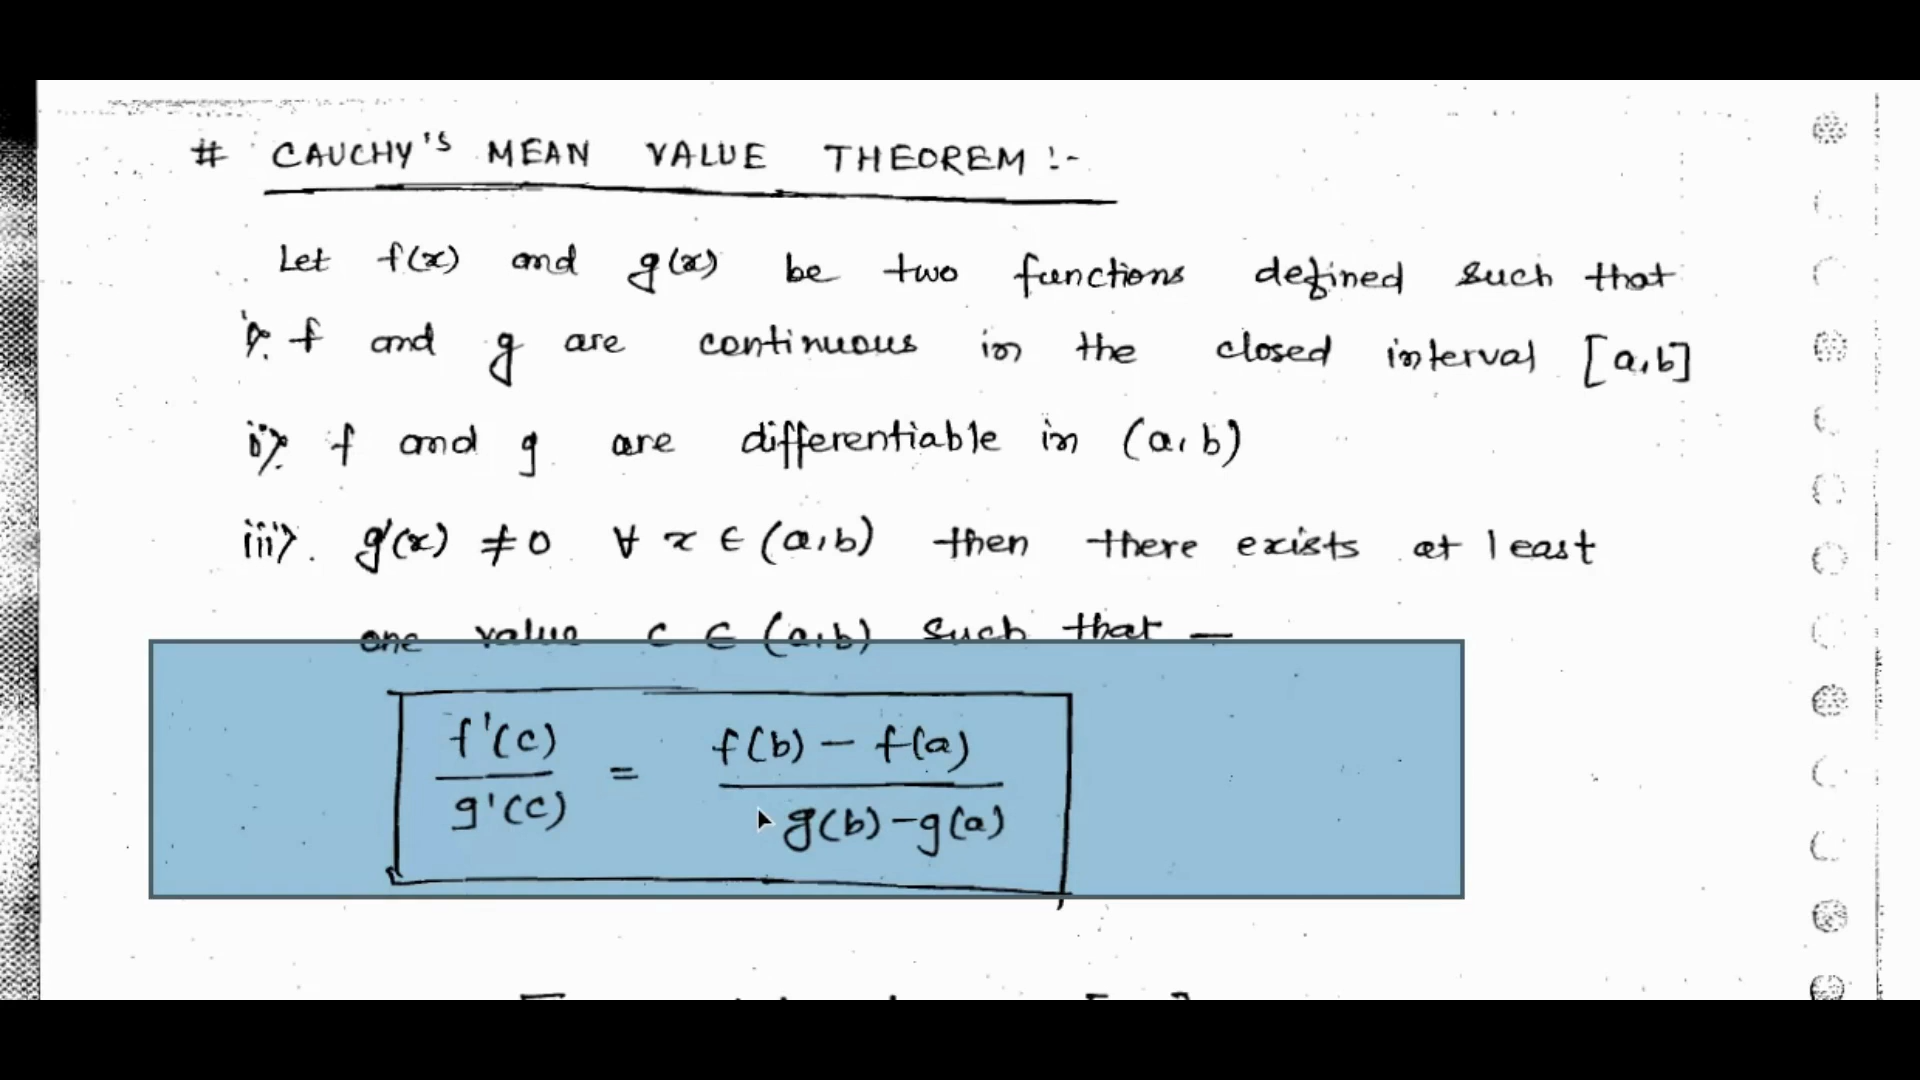 # CAUCHY'S MEAN VALUE THEOREM :-
Let f(x) and g(x) be two functions defined such that
i). f and g are continuous in the closed interval [a,b]
ii). f and g are differentiable in (a,b)
iii). g'(x) ≠ 0 ∀ x ∈ (a,b) then there exists at least
one value c ∈ (a,b) such that —
f'(c) / g'(c) = f(b) - f(a) / g(b) - g(a)